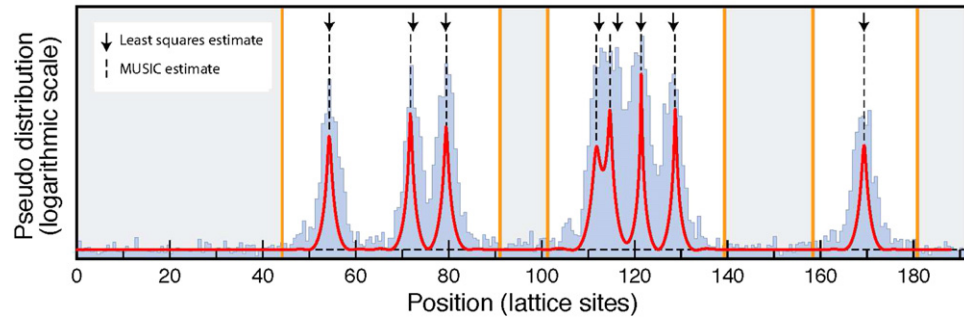 Least squares estimate
MUSIC estimate
Pseudo distribution
(logarithmic scale)
0 20 40 60 80 100 120 140 160 180
Position (lattice sites)